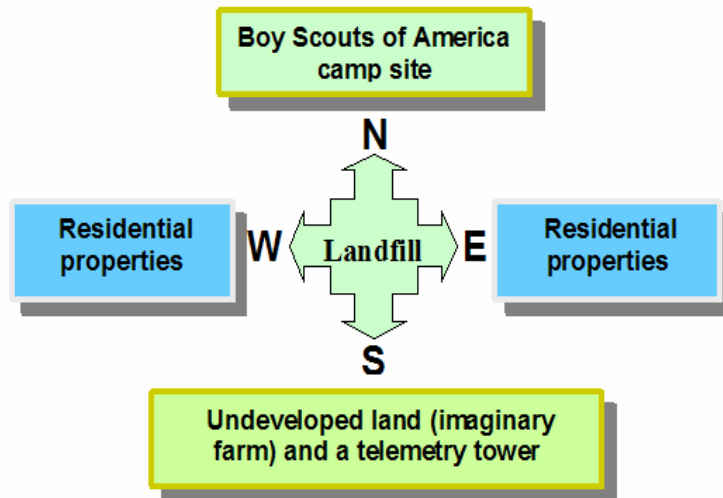 Boy Scouts of America
camp site
N
Residential
properties
W
Landfill
E
Residential
properties
S
Undeveloped land (imaginary
farm) and a telemetry tower